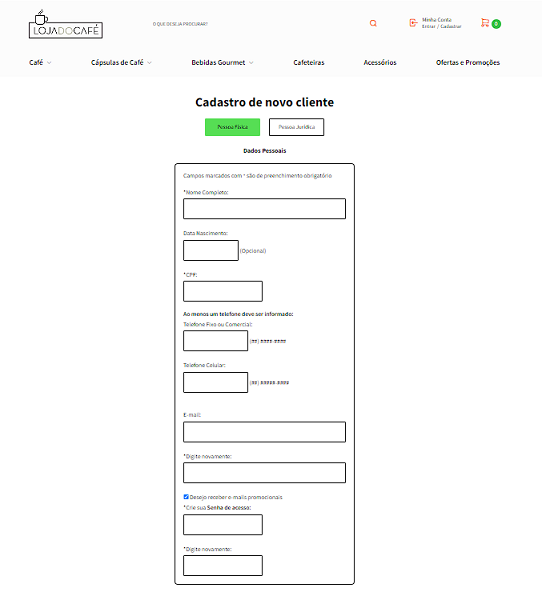 LOJADOCAFÉ
O QUE DESEJA PROCURAR?
Minha Conta
Entrar / Cadastrar
0
Café
Cápsulas de Café
Bebidas Gourmet
Cafeteiras
Acessórios
Ofertas e Promoções
Cadastro de novo cliente
Pessoa Física
Pessoa Jurídica
Dados Pessoais
Campos marcados com * são de preenchimento obrigatório
*Nome Completo:
Data Nascimento:
(Opcional)
*CPF:
Ao menos um telefone deve ser informado:
Telefone Fixo ou Comercial:
(##) ####-####
Telefone Celular:
(##) #####-####
E-mail:
*Digite novamente:
Desejo receber e-mails promocionais
*Crie sua Senha de acesso:
*Digite novamente: